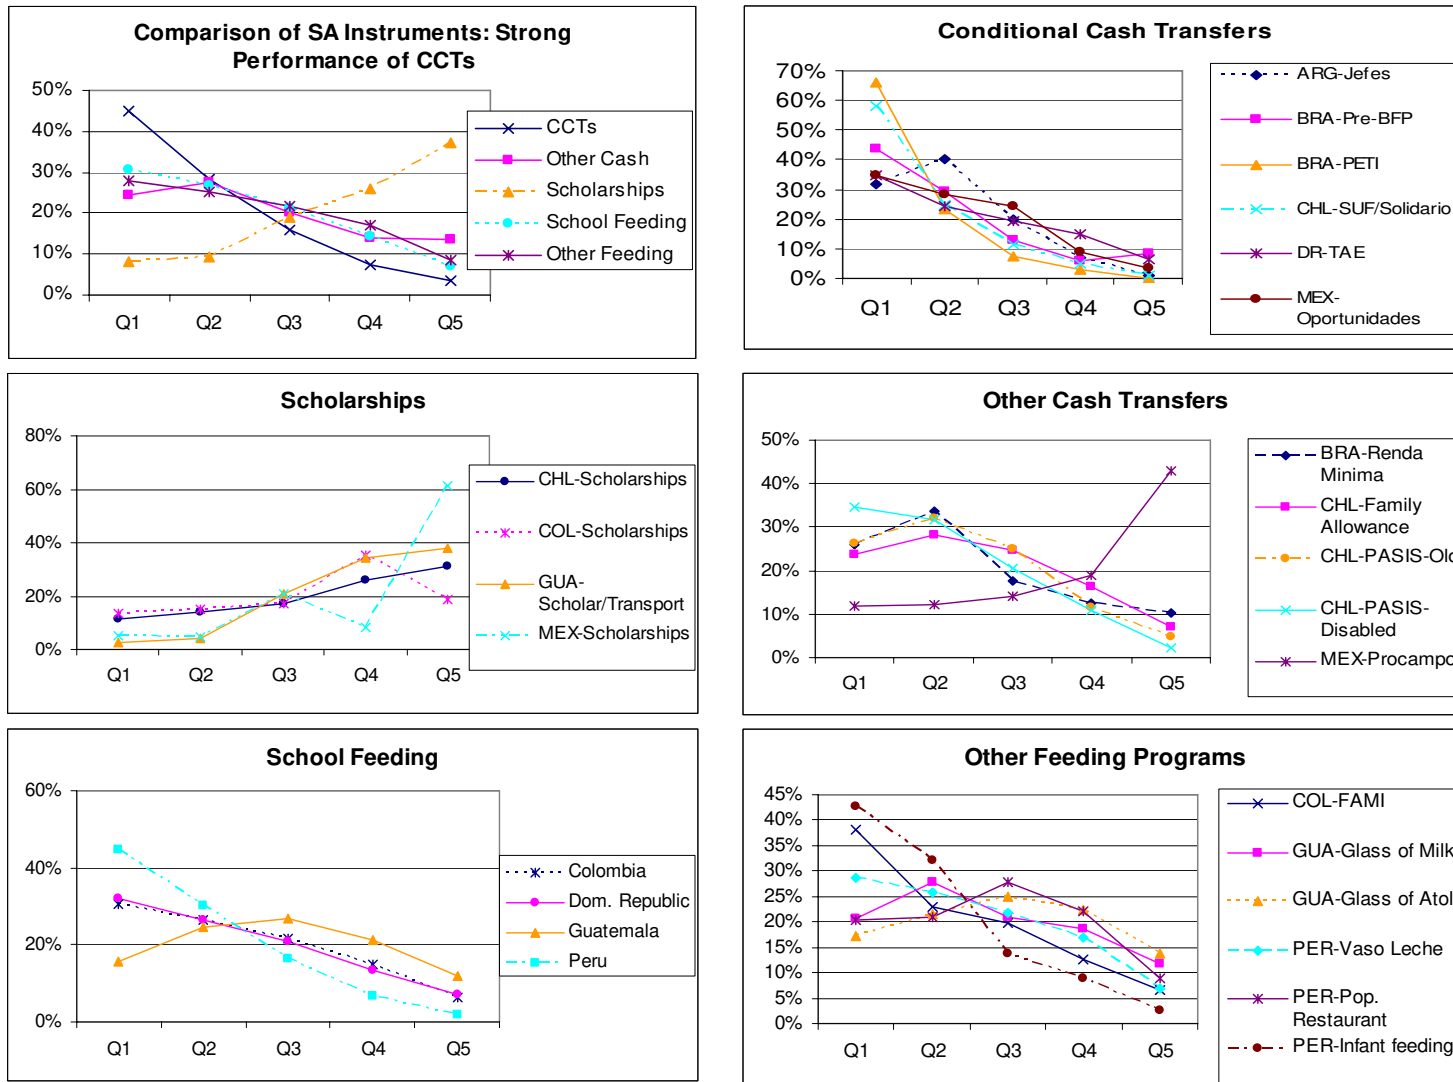 Comparison of SA Instruments: Strong
Performance of CCTs
50%
40%
30%
20%
10%
0%
Q1 Q2 Q3 Q4 Q5
CCTs
Other Cash
Scholarships
School Feeding
Other Feeding
Conditional Cash Transfers
70%
60%
50%
40%
30%
20%
10%
0%
Q1 Q2 Q3 Q4 Q5
ARG-Jefes
BRA-Pre-BFP
BRA-PETI
CHL-SUF/Solidario
DR-TAE
MEX-
Oportunidades
Scholarships
80%
60%
40%
20%
0%
Q1 Q2 Q3 Q4 Q5
CHL-Scholarships
COL-Scholarships
GUA-
Scholar/Transport
MEX-Scholarships
Other Cash Transfers
50%
40%
30%
20%
10%
0%
Q1 Q2 Q3 Q4 Q5
BRA-Renda
Minima
CHL-Family
Allowance
CHL-PASIS-Old
CHL-PASIS-
Disabled
MEX-Procampo
School Feeding
60%
40%
20%
0%
Q1 Q2 Q3 Q4 Q5
Colombia
Dom. Republic
Guatemala
Peru
Other Feeding Programs
45%
40%
35%
30%
25%
20%
15%
10%
5%
0%
Q1 Q2 Q3 Q4 Q5
COL-FAMI
GUA-Glass of Milk
GUA-Glass of Atol
PER-Vaso Leche
PER-Pop.
Restaurant
PER-Infant feeding